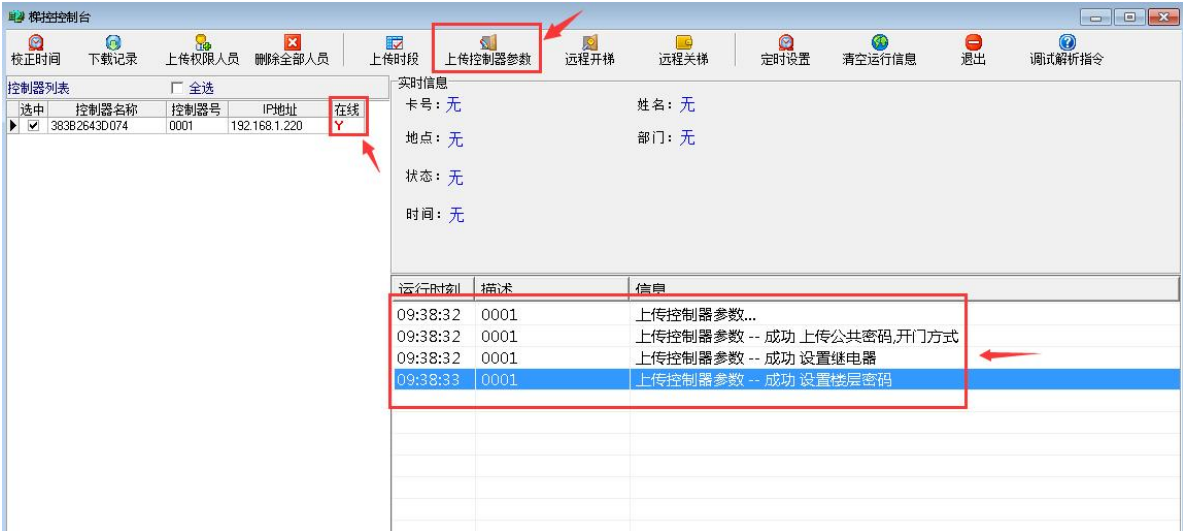 梯控控制台
校正时间 下载记录 上传权限人员 删除全部人员 上传时段 上传控制器参数 远程开梯 远程关梯 定时设置 清空运行信息 退出 调试解析指令
控制器列表 全选
选中 控制器名称 控制器号 IP地址 在线
383B2643D074 0001 192.168.1.220 Y
实时信息
卡号: 无 姓名: 无
地点: 无 部门: 无
状态: 无
时间: 无
运行时刻 描述 信息
09:38:32 0001 上传控制器参数...
09:38:32 0001 上传控制器参数 -- 成功 上传公共密码,开门方式
09:38:32 0001 上传控制器参数 -- 成功 设置继电器
09:38:33 0001 上传控制器参数 -- 成功 设置楼层密码